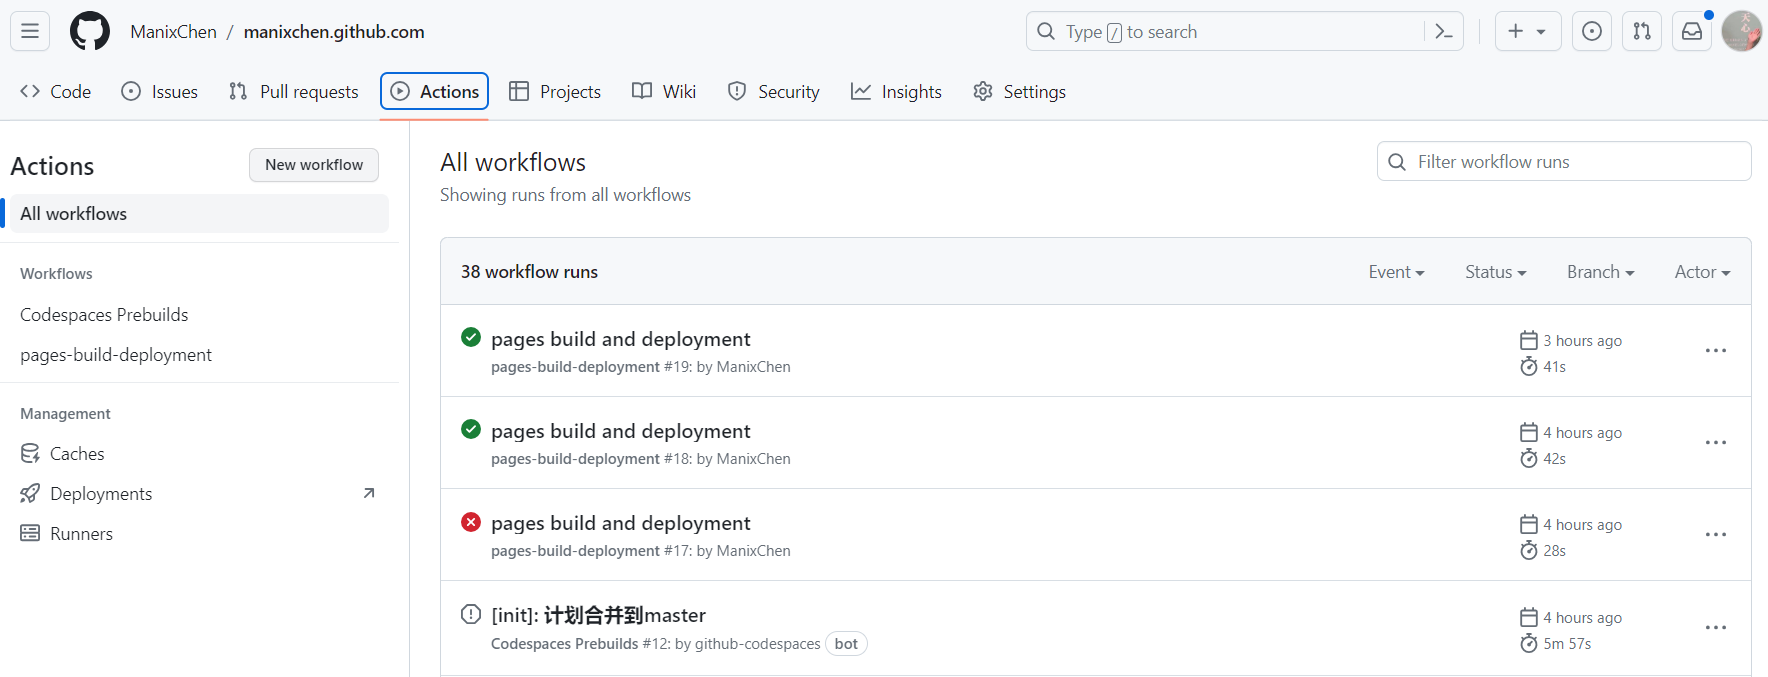 ManixChen / manixchen.github.com
Type / to search
Code
Issues
Pull requests
Actions
Projects
Wiki
Security
Insights
Settings
Actions
New workflow
All workflows
Workflows
Codespaces Prebuilds
pages-build-deployment
Management
Caches
Deployments
Runners
All workflows
Showing runs from all workflows
Filter workflow runs
38 workflow runs
Event
Status
Branch
Actor
pages build and deployment
pages-build-deployment #19: by ManixChen
3 hours ago
41s
pages build and deployment
pages-build-deployment #18: by ManixChen
4 hours ago
42s
pages build and deployment
pages-build-deployment #17: by ManixChen
4 hours ago
28s
[init]: 计划合并到master
Codespaces Prebuilds #12: by github-codespaces bot
4 hours ago
5m 57s